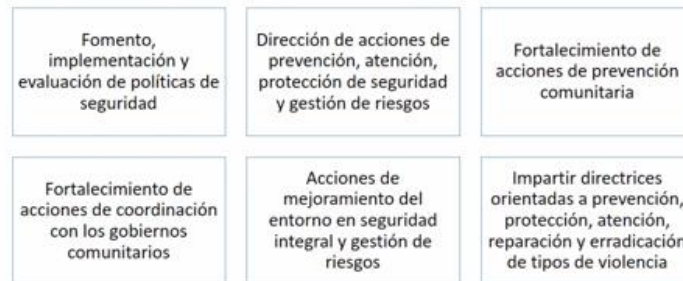 Fomento,
implementación y
evaluación de políticas de
seguridad
Dirección de acciones de
prevención, atención,
protección de seguridad
y gestión de riesgos
Fortalecimiento de
acciones de prevención
comunitaria
Fortalecimiento de
acciones de coordinación
con los gobiernos
comunitarios
Acciones de
mejoramiento del
entorno en seguridad
integral y gestión de
riesgos
Impartir directrices
orientadas a prevención,
protección, atención,
reparación y erradicación
de tipos de violencia